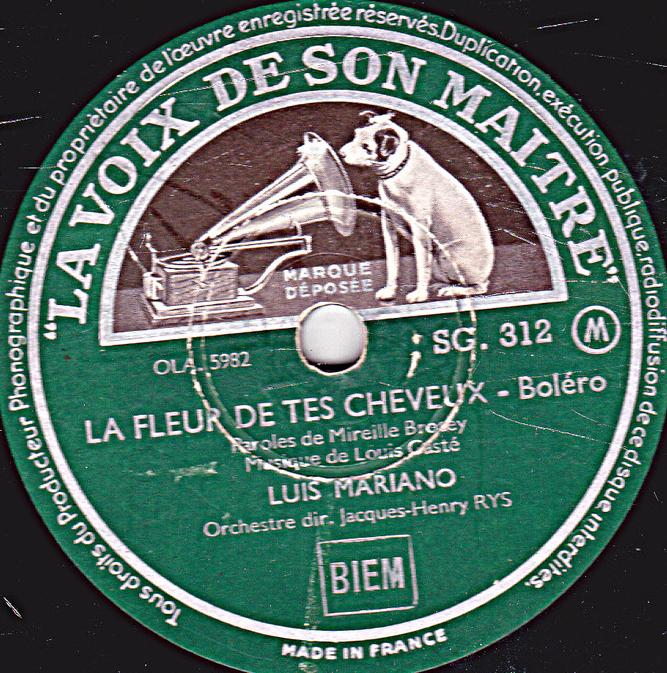 Tous droits du Producteur Phonographique et du propriétaire de l'œuvre enregistrée réservés. Duplication, exécution publique, radiodiffusion de ce disque interdites.
"LA VOIX DE SON MAITRE"
MARQUE
DÉPOSÉE
OLA. 5982
SG. 312 M
LA FLEUR DE TES CHEVEUX - Boléro
Paroles de Mireille
Musique de Louis Gasté
LUIS MARIANO
Orchestre dir. Jacques-Henry RYS
BIEM
MADE IN FRANCE